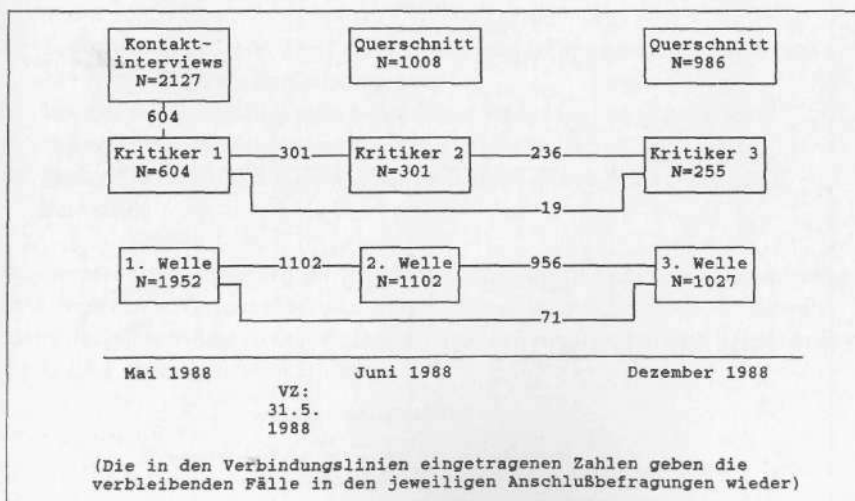 Kontakt-
interviews
N=2127
Querschnitt
N=1008
Querschnitt
N=986
604
Kritiker 1
N=604
301
Kritiker 2
N=301
236
Kritiker 3
N=255
19
1. Welle
N=1952
1102
2. Welle
N=1102
956
3. Welle
N=1027
71
Mai 1988
Juni 1988
Dezember 1988
VZ:
31.5.
1988
(Die in den Verbindungslinien eingetragenen Zahlen geben die
verbleibenden Fälle in den jeweiligen Anschlußbefragungen wieder)